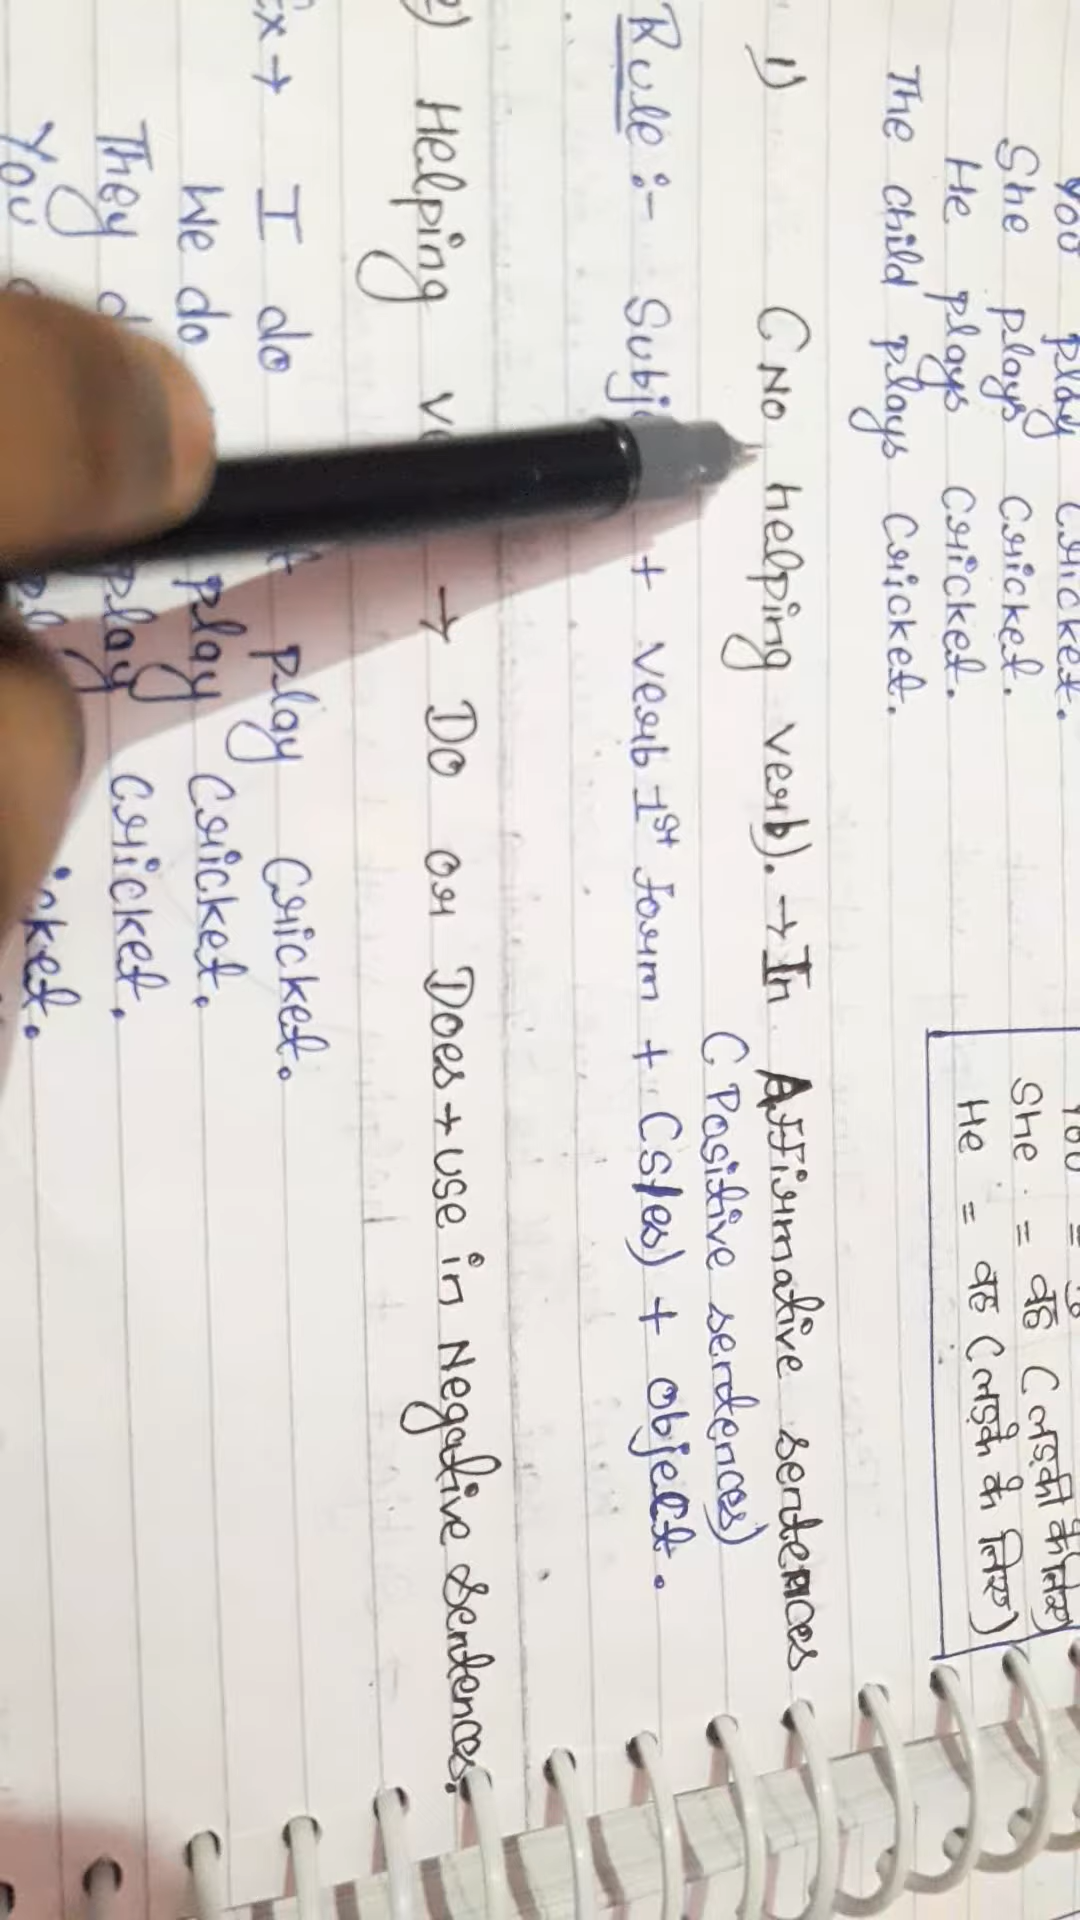 You play Cricket.
She plays Cricket.
He plays Cricket.
The child plays Cricket.
She = वह (लड़की के लिए)
He = वह (लड़के के लिए)
1) (No helping verb). → In Affirmative sentences
(Positive sentences)
Rule :- + verb 1st form + (s/es) + object.
2) Helping → Do or Does → use in Negative sentences.
Ex → I do play Cricket.
We do play Cricket.
They play Cricket.
You